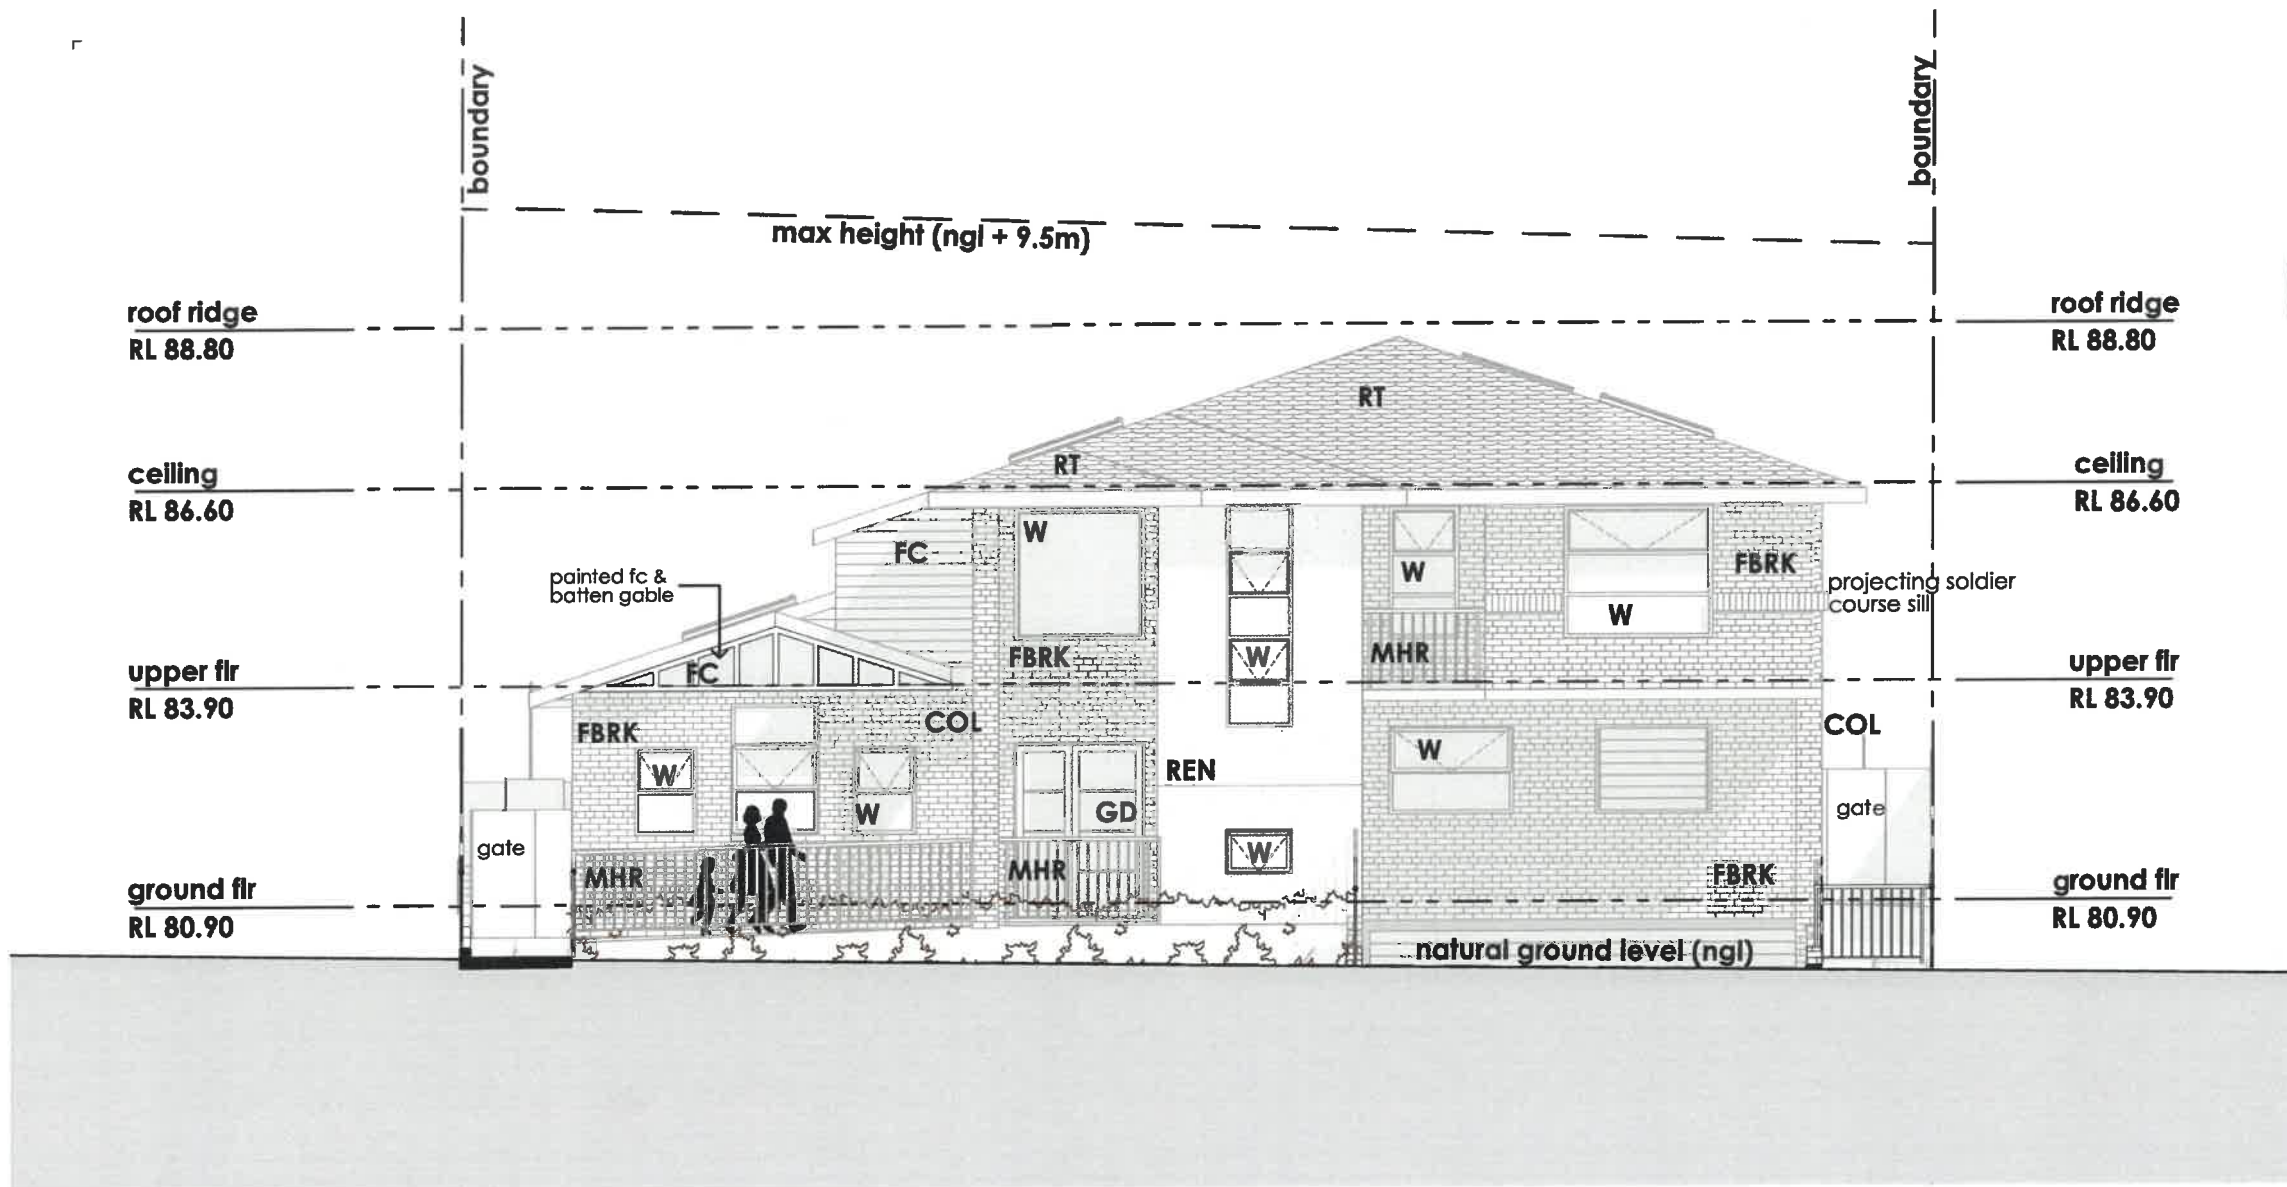 boundary
boundary
max height (ngl + 9.5m)
roof ridge
RL 88.80
roof ridge
RL 88.80
RT
RT
ceiling
RL 86.60
ceiling
RL 86.60
W
FC
W
FBRK
painted fc &
batten gable
projecting soldier
course sill
W
FBRK
W
MHR
upper flr
RL 83.90
FC
upper flr
RL 83.90
FBRK
COL
COL
W
REN
W
GD
W
gate
gate
W
MHR
MHR
FBRK
ground flr
RL 80.90
ground flr
RL 80.90
natural ground level (ngl)